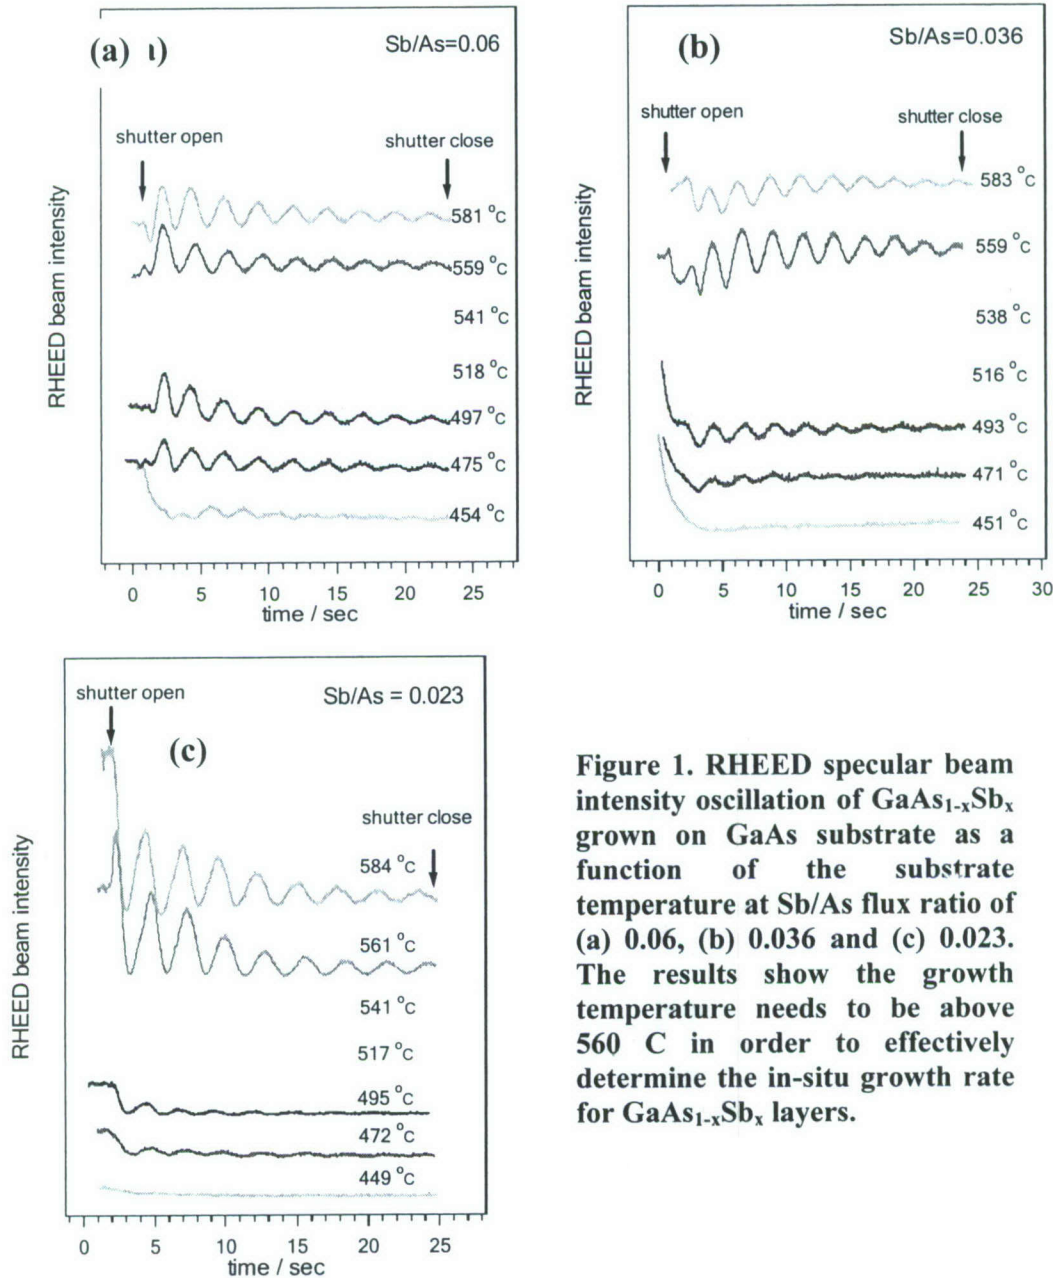 (a) ı)
Sb/As=0.06
shutter open
shutter close
RHEED beam intensity
581 °C
559 °C
541 °C
518 °C
497 °C
475 °C
454 °C
0 5 10 15 20 25
time / sec
(b)
Sb/As=0.036
shutter open
shutter close
RHEED beam intensity
583 °C
559 °C
538 °C
516 °C
493 °C
471 °C
451 °C
0 5 10 15 20 25 30
time / sec
shutter open
Sb/As = 0.023
(c)
shutter close
RHEED beam intensity
584 °C
561 °C
541 °C
517 °C
495 °C
472 °C
449 °C
0 5 10 15 20 25
time / sec
Figure 1. RHEED specular beam
intensity oscillation of GaAs₁₋ₓSbₓ
grown on GaAs substrate as a
function of the substrate
temperature at Sb/As flux ratio of
(a) 0.06, (b) 0.036 and (c) 0.023.
The results show the growth
temperature needs to be above
560 C in order to effectively
determine the in-situ growth rate
for GaAs₁₋ₓSbₓ layers.